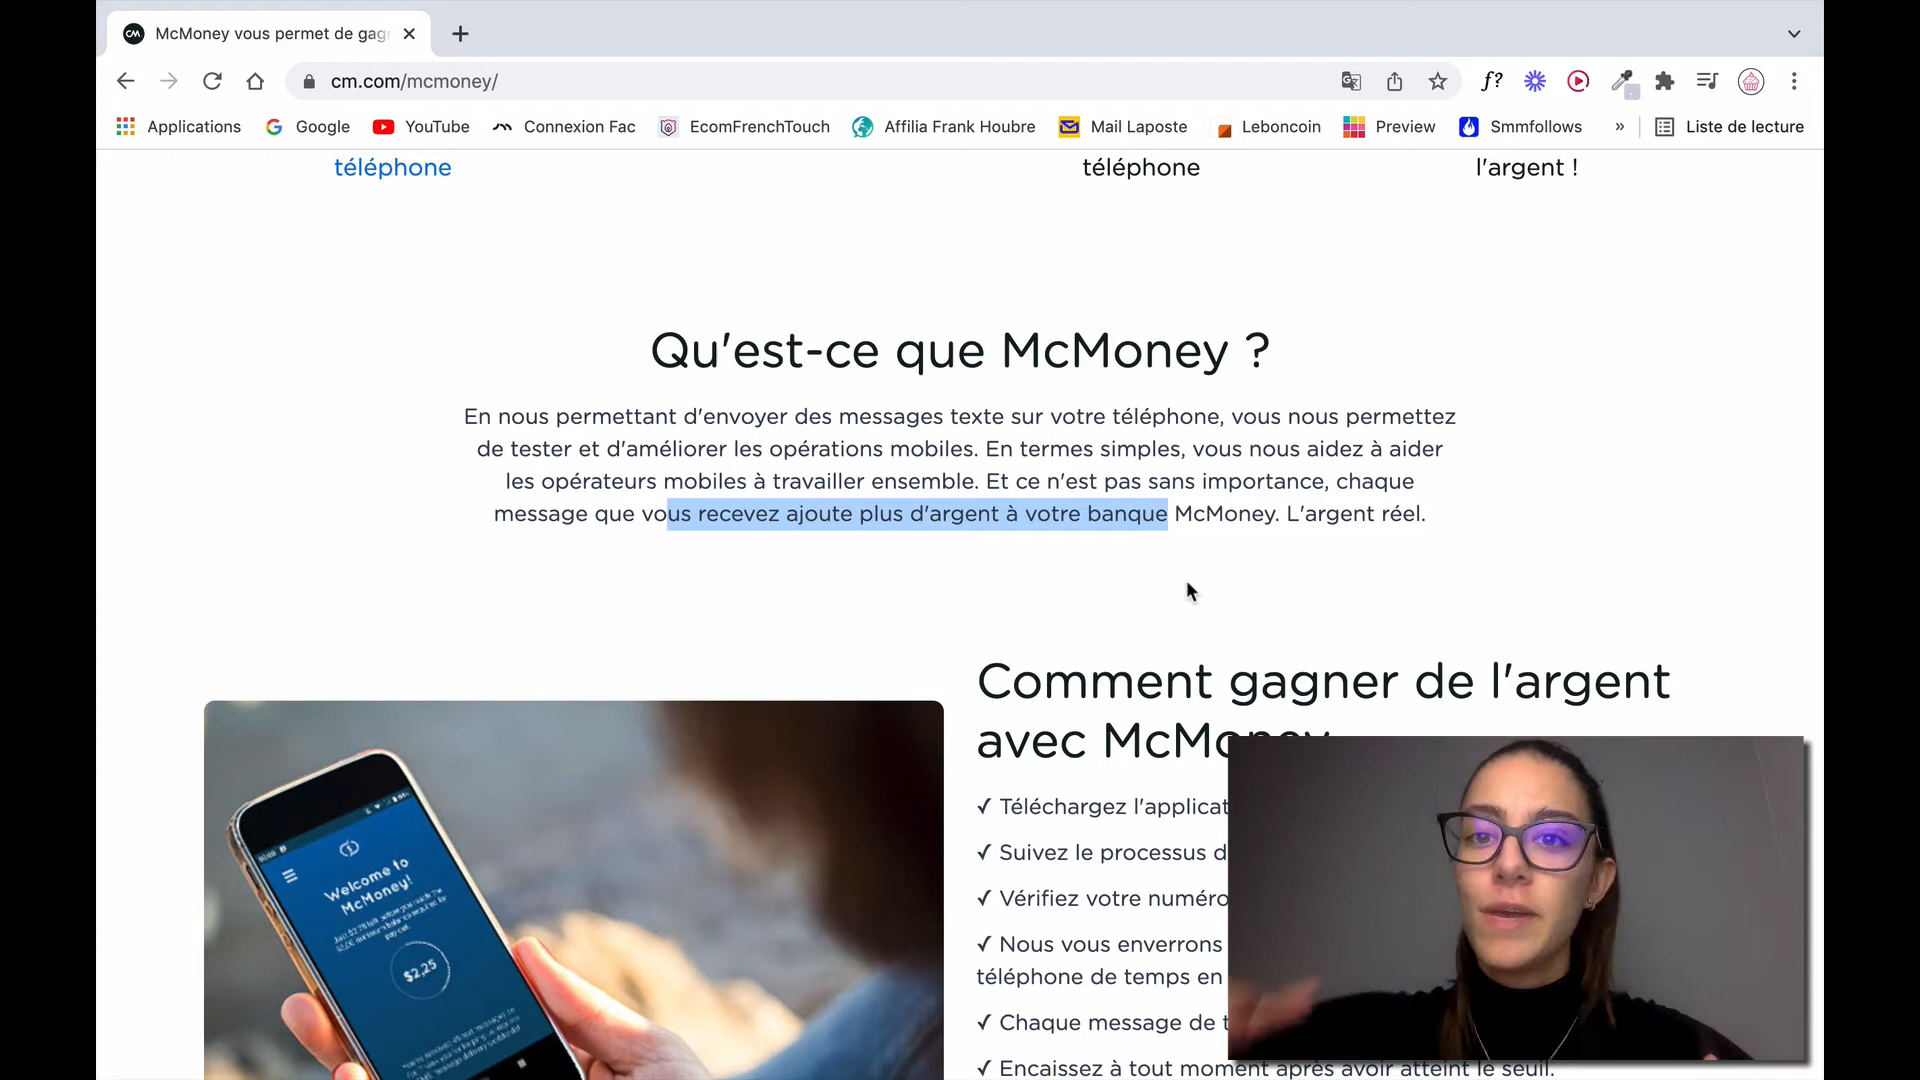 McMoney vous permet de gag
cm.com/mcmoney/
f?
Applications
Google
YouTube
Connexion Fac
EcomFrenchTouch
Affilia Frank Houbre
Mail Laposte
Leboncoin
Preview
Smmfollows
»
Liste de lecture
téléphone
téléphone
l'argent !
Qu'est-ce que McMoney ?
En nous permettant d'envoyer des messages texte sur votre téléphone, vous nous permettez
de tester et d'améliorer les opérations mobiles. En termes simples, vous nous aidez à aider
les opérateurs mobiles à travailler ensemble. Et ce n'est pas sans importance, chaque
message que vous recevez ajoute plus d'argent à votre banque McMoney. L'argent réel.
Comment gagner de l'argent
avec McMoney
✓ Téléchargez l'applicat
✓ Suivez le processus d
✓ Vérifiez votre numéro
✓ Nous vous enverrons
téléphone de temps en
✓ Chaque message de t
✓ Encaissez à tout moment après avoir atteint le seuil.
Welcome to
McMoney!
$2,25